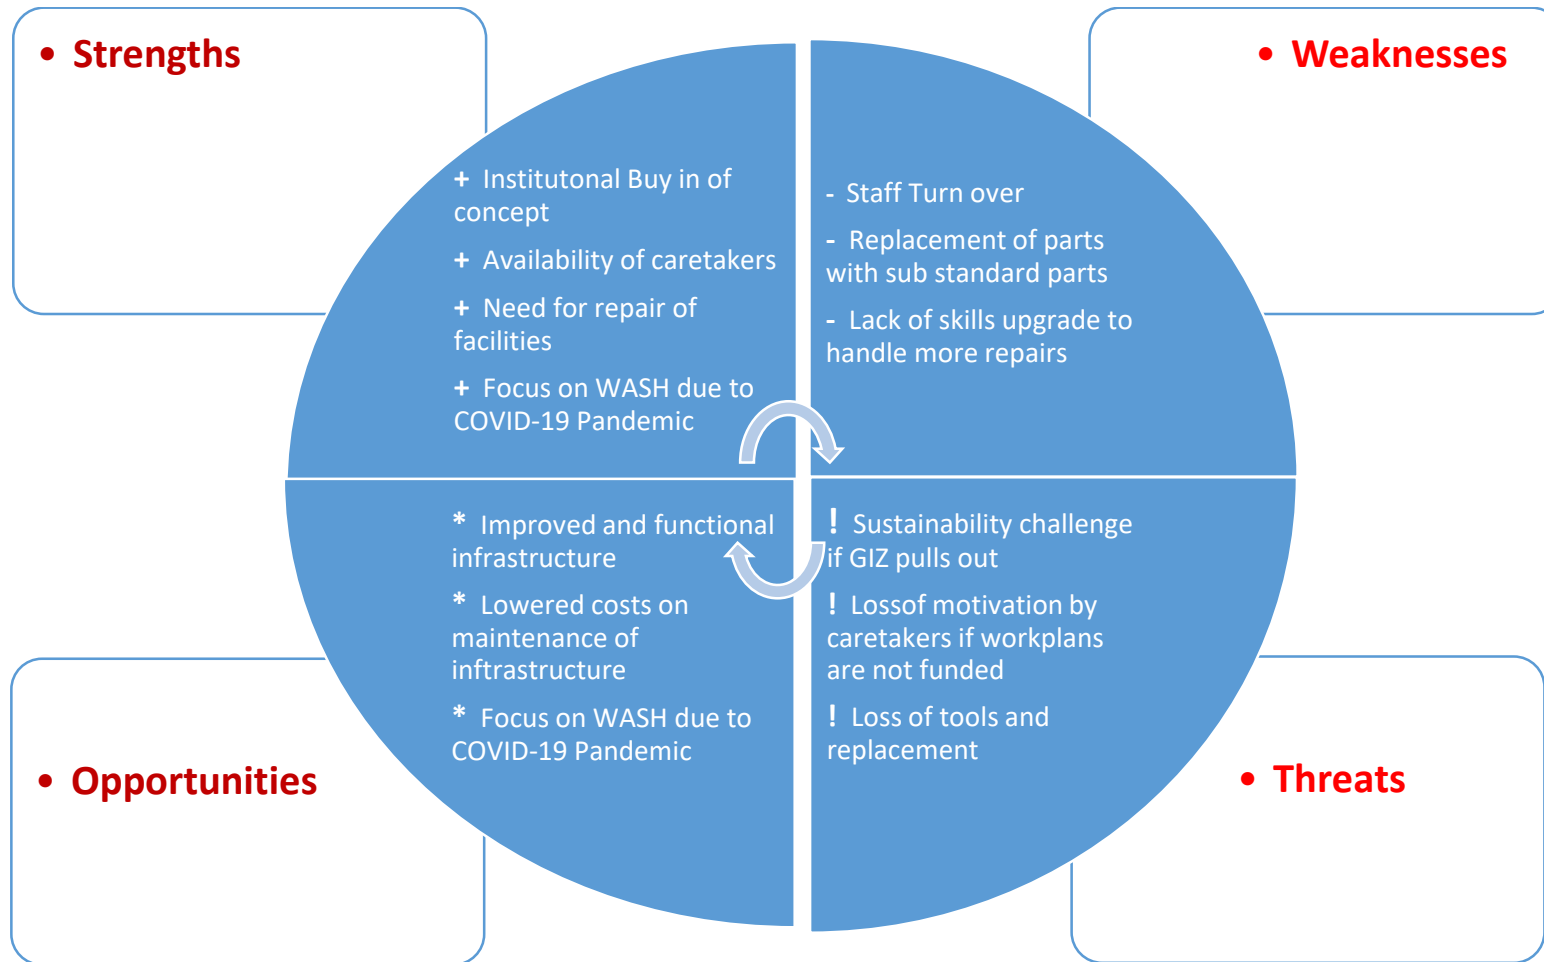 • Strengths
+ Institutonal Buy in of
concept
+ Availability of caretakers
+ Need for repair of
facilities
+ Focus on WASH due to
COVID-19 Pandemic
• Weaknesses
- Staff Turn over
- Replacement of parts
with sub standard parts
- Lack of skills upgrade to
handle more repairs
• Opportunities
* Improved and functional
infrastructure
* Lowered costs on
maintenance of
inftrastructure
* Focus on WASH due to
COVID-19 Pandemic
• Threats
! Sustainability challenge
if GIZ pulls out
! Lossof motivation by
caretakers if workplans
are not funded
! Loss of tools and
replacement